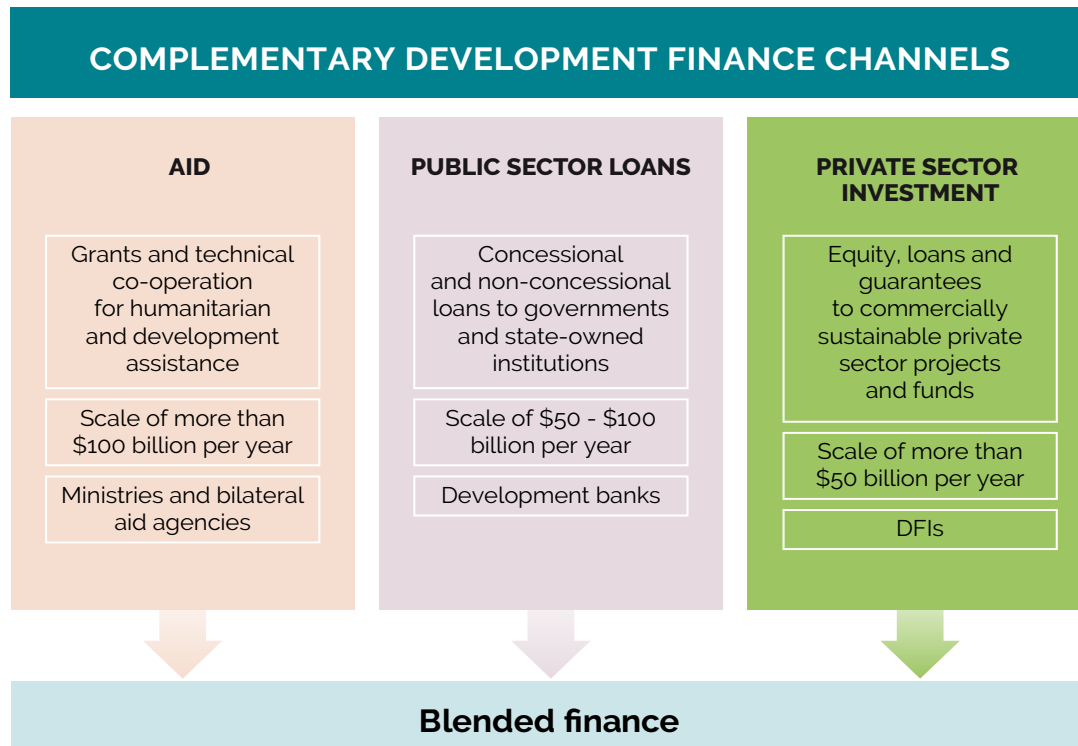 COMPLEMENTARY DEVELOPMENT FINANCE CHANNELS
AID
Grants and technical
co-operation
for humanitarian
and development
assistance
Scale of more than
$100 billion per year
Ministries and bilateral
aid agencies
PUBLIC SECTOR LOANS
Concessional
and non-concessional
loans to governments
and state-owned
institutions
Scale of $50 - $100
billion per year
Development banks
PRIVATE SECTOR
INVESTMENT
Equity, loans and
guarantees
to commercially
sustainable private
sector projects
and funds
Scale of more than
$50 billion per year
DFIs
Blended finance